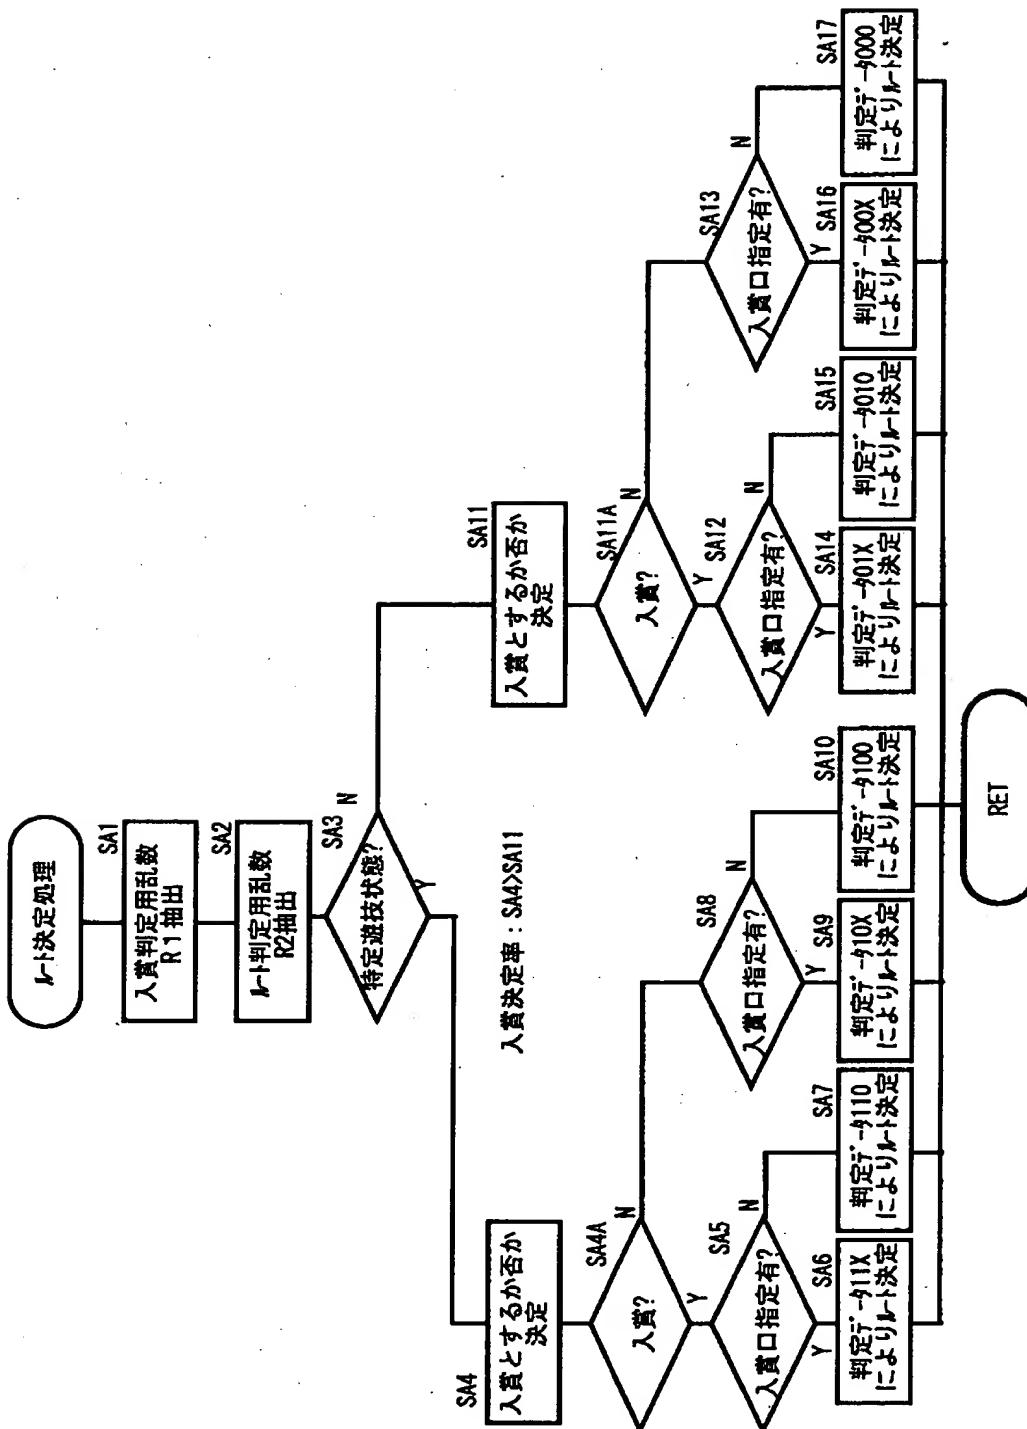 ルート決定処理
SA1
入賞判定用乱数
R1抽出
SA2
ルート判定用乱数
R2抽出
SA3
特定遊技状態?
N
Y
SA4
入賞とするか否か
決定
SA11
入賞とするか否か
決定
入賞決定率:SA4>SA11
SA4A
入賞?
N
Y
SA11A
入賞?
N
Y
SA5
入賞口指定有?
N
Y
SA8
入賞口指定有?
N
Y
SA12
入賞口指定有?
N
Y
SA13
入賞口指定有?
N
Y
SA6
判定データ11X
によりルート決定
SA7
判定データ110
によりルート決定
SA9
判定データ10X
によりルート決定
SA10
判定データ100
によりルート決定
SA14
判定データ01X
によりルート決定
SA15
判定データ010
によりルート決定
SA16
判定データ00X
によりルート決定
SA17
判定データ000
によりルート決定
RET